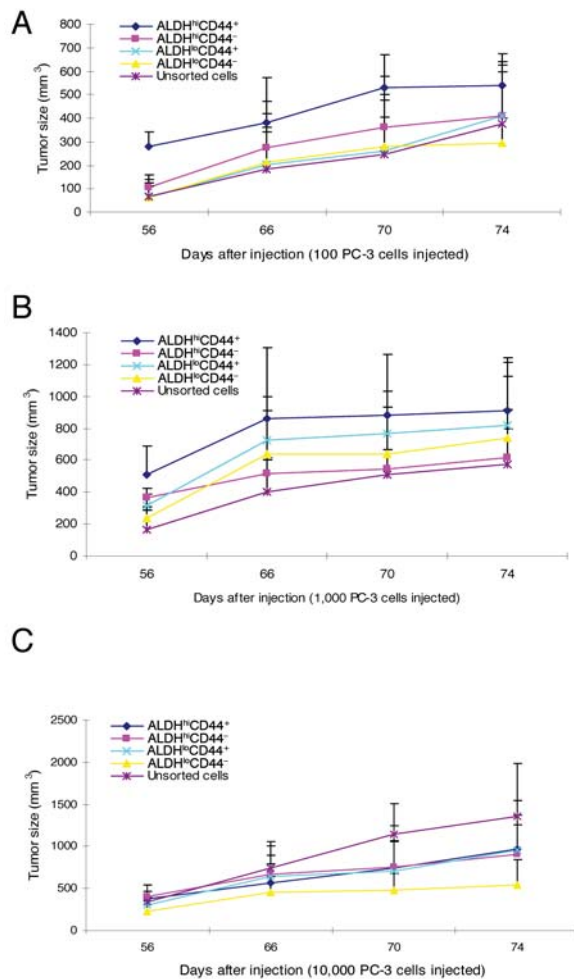 A
ALDHʰⁱCD44⁺
ALDHʰⁱCD44⁻
ALDHˡᵒCD44⁺
ALDHˡᵒCD44⁻
Unsorted cells
800
700
600
500
400
300
200
100
0
Tumor size (mm³)
56 66 70 74
Days after injection (100 PC-3 cells injected)
B
ALDHʰⁱCD44⁺
ALDHʰⁱCD44⁻
ALDHˡᵒCD44⁺
ALDHˡᵒCD44⁻
Unsorted cells
1400
1200
1000
800
600
400
200
0
Tumor size (mm³)
56 66 70 74
Days after injection (1,000 PC-3 cells injected)
C
ALDHʰⁱCD44⁺
ALDHʰⁱCD44⁻
ALDHˡᵒCD44⁺
ALDHˡᵒCD44⁻
Unsorted cells
2500
2000
1500
1000
500
0
Tumor size (mm³)
56 66 70 74
Days after injection (10,000 PC-3 cells injected)